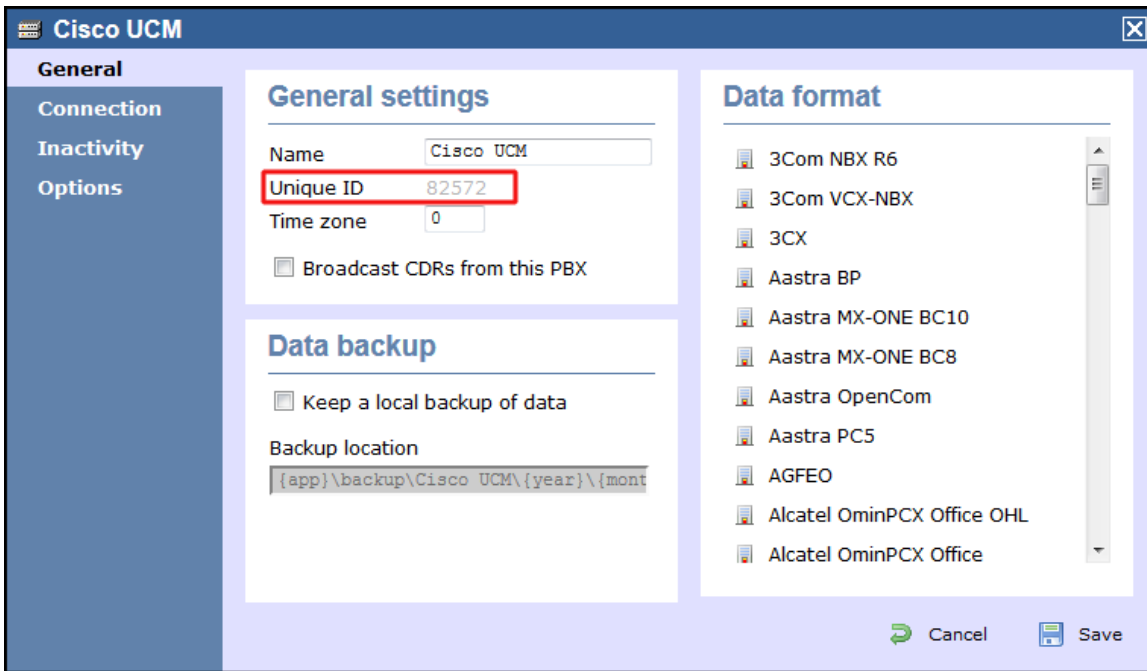 Cisco UCM
General
Connection
Inactivity
Options
General settings
Name Cisco UCM
Unique ID 82572
Time zone 0
Broadcast CDRs from this PBX
Data backup
Keep a local backup of data
Backup location
{app}\backup\Cisco UCM\{year}\{mont
Data format
3Com NBX R6
3Com VCX-NBX
3CX
Aastra BP
Aastra MX-ONE BC10
Aastra MX-ONE BC8
Aastra OpenCom
Aastra PC5
AGFEO
Alcatel OminPCX Office OHL
Alcatel OminPCX Office
Cancel Save